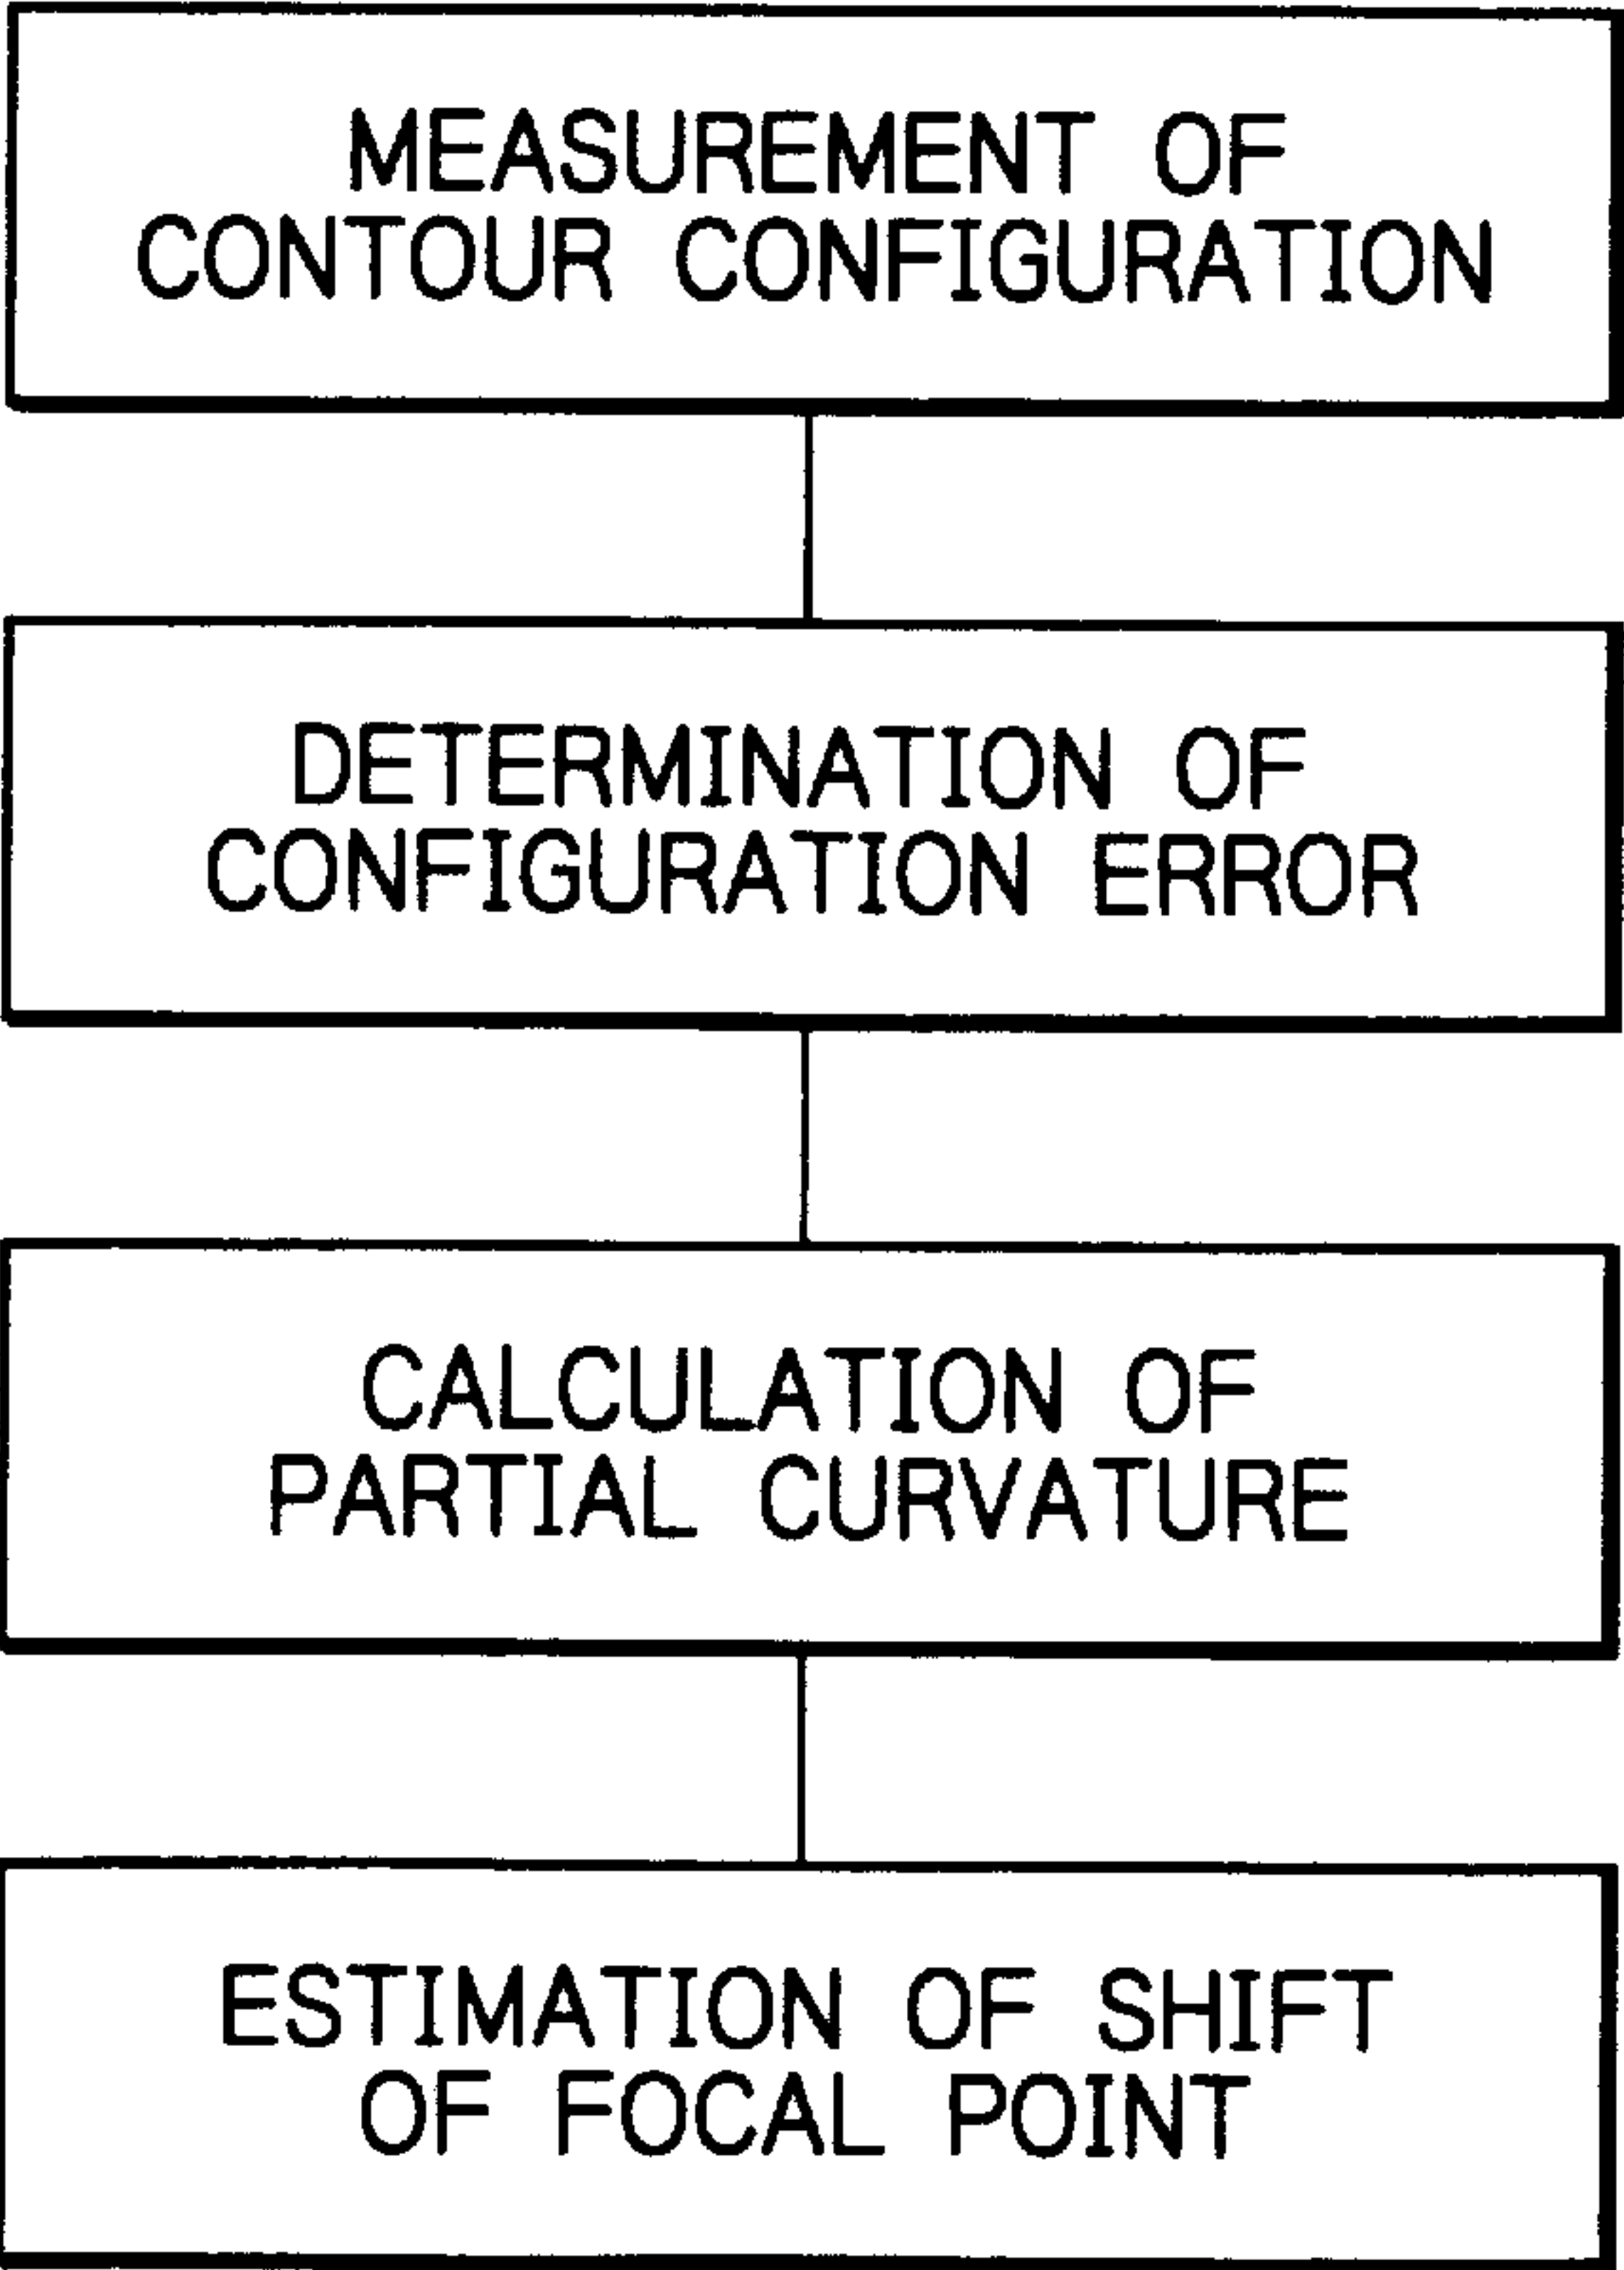 MEASUREMENT OF
CONTOUR CONFIGURATION
DETERMINATION OF
CONFIGURATION ERROR
CALCULATION OF
PARTIAL CURVATURE
ESTIMATION OF SHIFT
OF FOCAL POINT